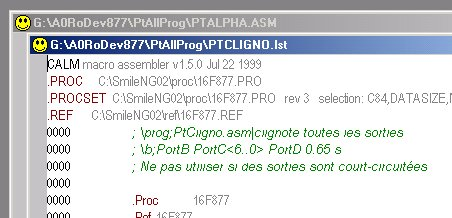 G:\A0RoDev877\PtAllProg\PTALPHA.ASM
G:\A0RoDev877\PtAllProg\PTCLIGNO.lst
CALM macro assembler v1.5.0 Jul 22 1999
.PROC C:\SmileNG02\proc\16F877.PRO
.PROCSET C:\SmileNG02\proc\16F877.PRO rev 3 selection: C84,DATASIZE,
.REF C:\SmileNG02\ref\16F877.REF
0000 ; \prog;PtCligno.asm|clignote toutes les sorties
0000 ; \b;PortB PortC<6..0> PortD 0.65 s
0000 ; Ne pas utiliser si des sorties sont court-circuitées
0000
0000 .Proc 16F877
0000 .Ref 16F877